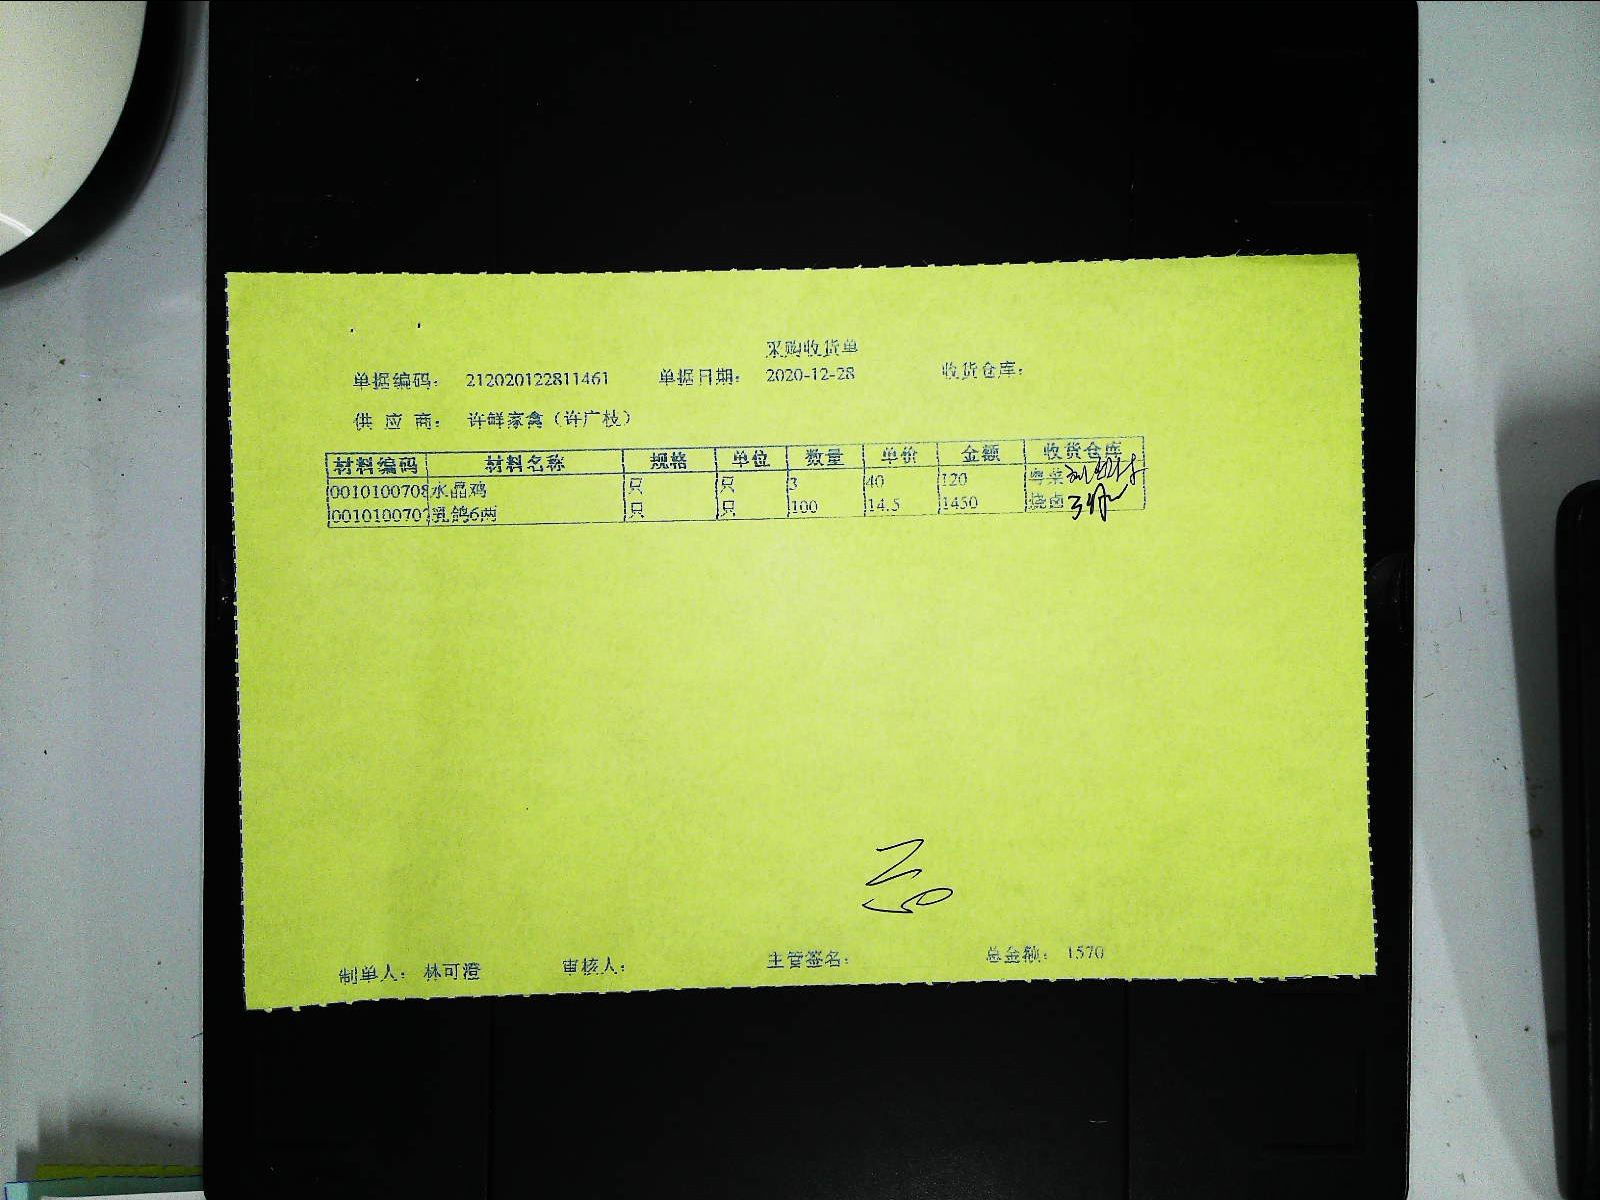 采购收货单
单据编码： 212020122811461 单据日期： 2020-12-28 收货仓库：
供 应 商： 许鲜家禽（许广枝）
材料编码 材料名称 规格 单位 数量 单价 金额 收货仓库
0010100708 水晶鸡 只 只 3 40 120 粤菜
001010070 乳鸽6两 只 只 100 14.5 1450 烧卤
制单人： 林可澄 审核人： 主管签名： 总金额： 1570